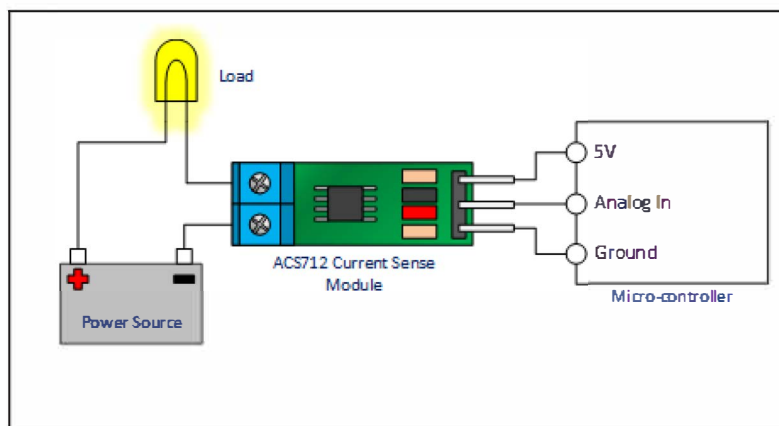 Load
5V
Analog In
Ground
ACS712 Current Sense
Module
Micro-controller
Power Source